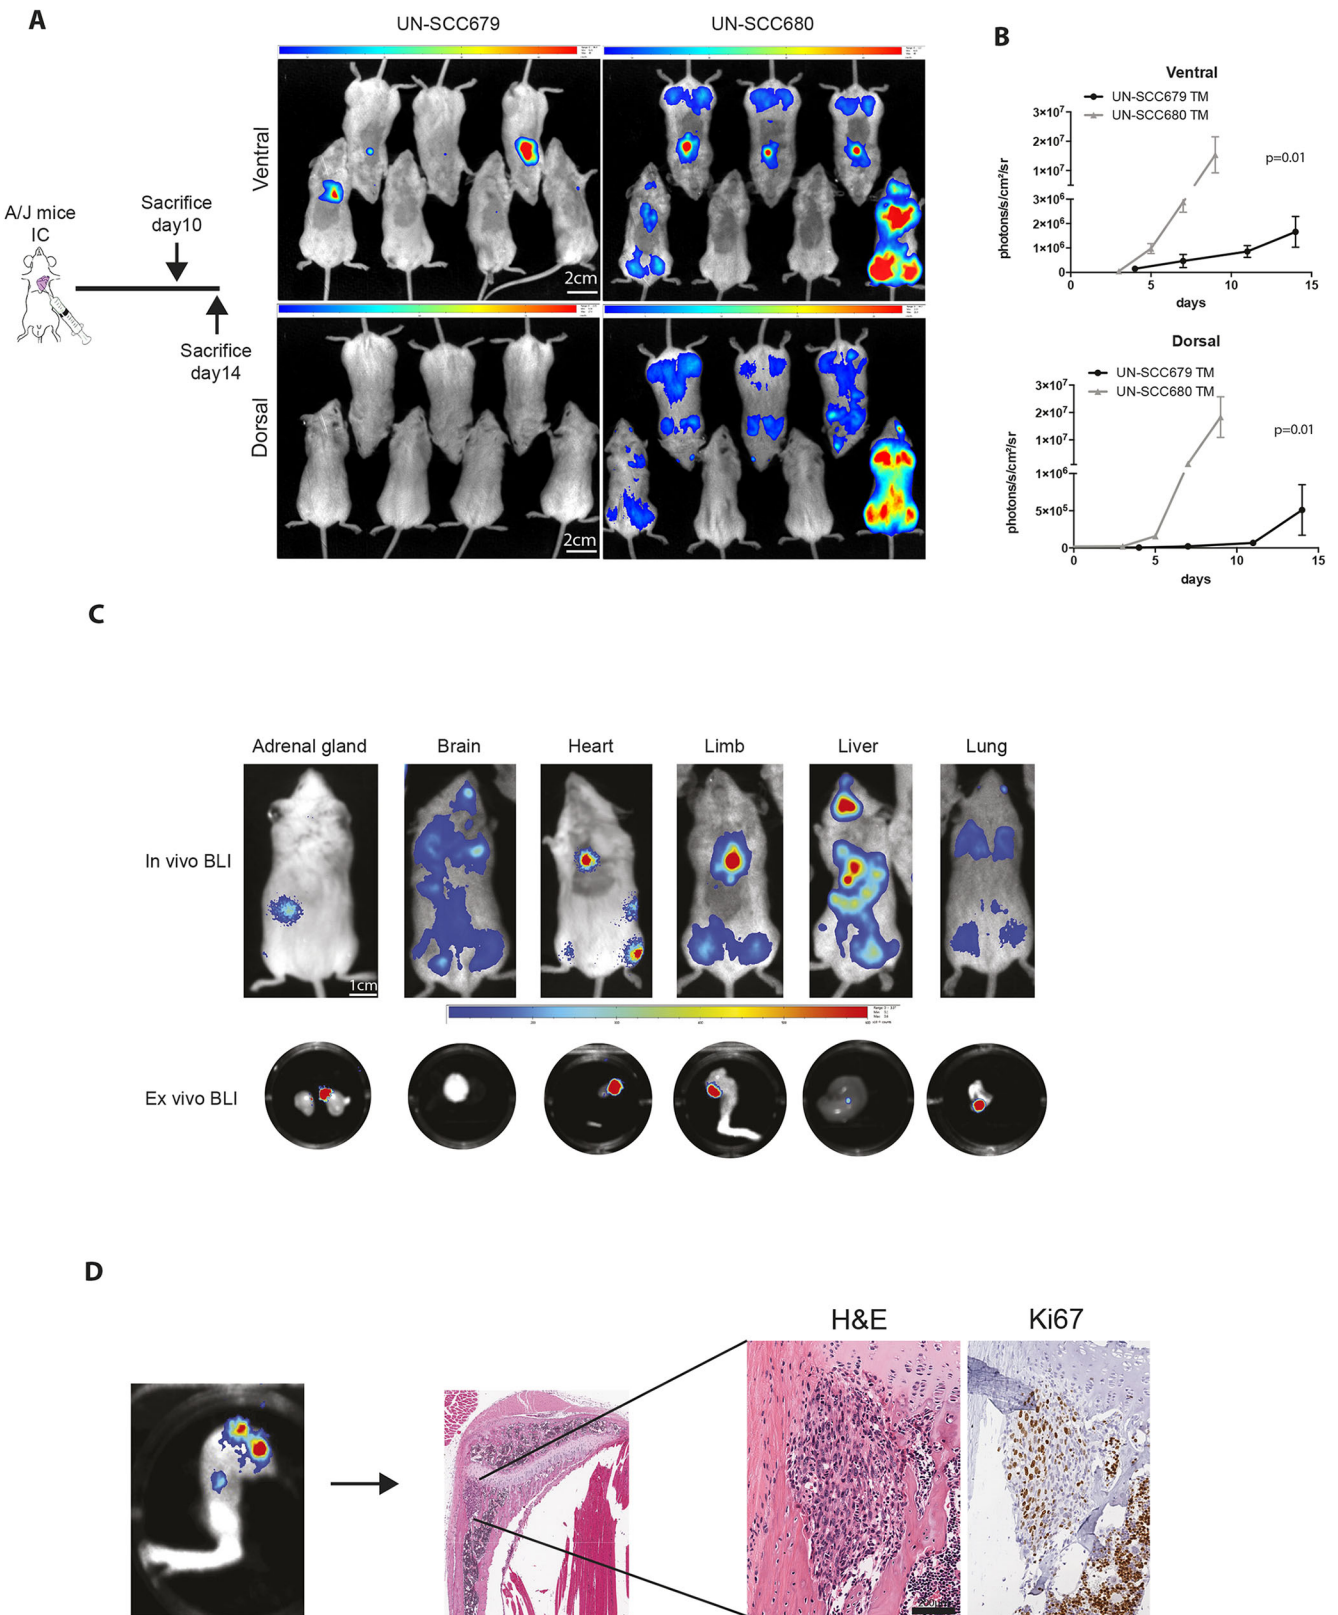 A
UN-SCC679
UN-SCC680
A/J mice
IC
Sacrifice
day10
Sacrifice
day14
Ventral
2cm
Dorsal
2cm
B
Ventral
UN-SCC679 TM
UN-SCC680 TM
photons/s/cm²/sr
3×10⁷
2×10⁷
1×10⁷
3×10⁶
2×10⁶
1×10⁶
0
p=0.01
0 5 10 15
days
Dorsal
UN-SCC679 TM
UN-SCC680 TM
photons/s/cm²/sr
3×10⁷
2×10⁷
1×10⁷
1×10⁶
5×10⁵
0
p=0.01
0 5 10 15
days
C
Adrenal gland Brain Heart Limb Liver Lung
In vivo BLI
1cm
Ex vivo BLI
D
H&E
Ki67